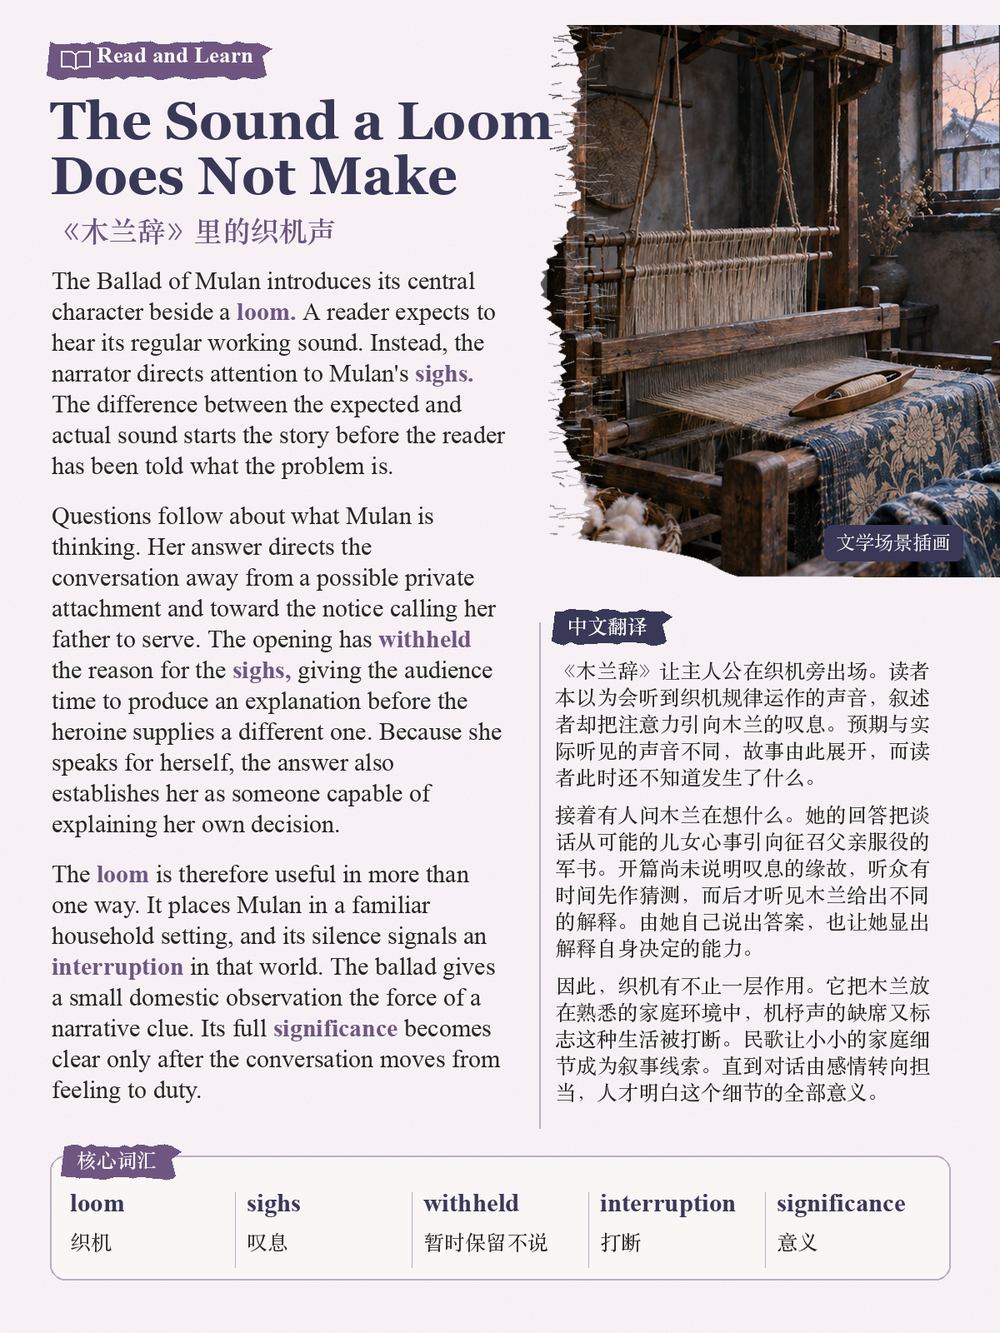 Read and Learn
The Sound a Loom
Does Not Make
《木兰辞》里的织机声
The Ballad of Mulan introduces its central
character beside a loom. A reader expects to
hear its regular working sound. Instead, the
narrator directs attention to Mulan's sighs.
The difference between the expected and
actual sound starts the story before the reader
has been told what the problem is.
Questions follow about what Mulan is
thinking. Her answer directs the
conversation away from a possible private
attachment and toward the notice calling her
father to serve. The opening has withheld
the reason for the sighs, giving the audience
time to produce an explanation before the
heroine supplies a different one. Because she
speaks for herself, the answer also
establishes her as someone capable of
explaining her own decision.
The loom is therefore useful in more than
one way. It places Mulan in a familiar
household setting, and its silence signals an
interruption in that world. The ballad gives
a small domestic observation the force of a
narrative clue. Its full significance becomes
clear only after the conversation moves from
feeling to duty.
文学场景插画
中文翻译
《木兰辞》让主人公在织机旁出场。读者
本以为会听到织机规律运作的声音，叙述
者却把注意力引向木兰的叹息。预期与实
际听见的声音不同，故事由此展开，而读
者此时还不知道发生了什么。
接着有人问木兰在想什么。她的回答把谈
话从可能的儿女心事引向征召父亲服役的
军书。开篇尚未说明叹息的缘故，听众有
时间先作猜测，而后才听见木兰给出不同
的解释。由她自己说出答案，也让她显出
解释自身决定的能力。
因此，织机有不止一层作用。它把木兰放
在熟悉的家庭环境中，机杼声的缺席又标
志这种生活被打断。民歌让小小的家庭细
节成为叙事线索。直到对话由感情转向担
当，人才明白这个细节的全部意义。
核心词汇
loom
织机
sighs
叹息
withheld
暂时保留不说
interruption
打断
significance
意义